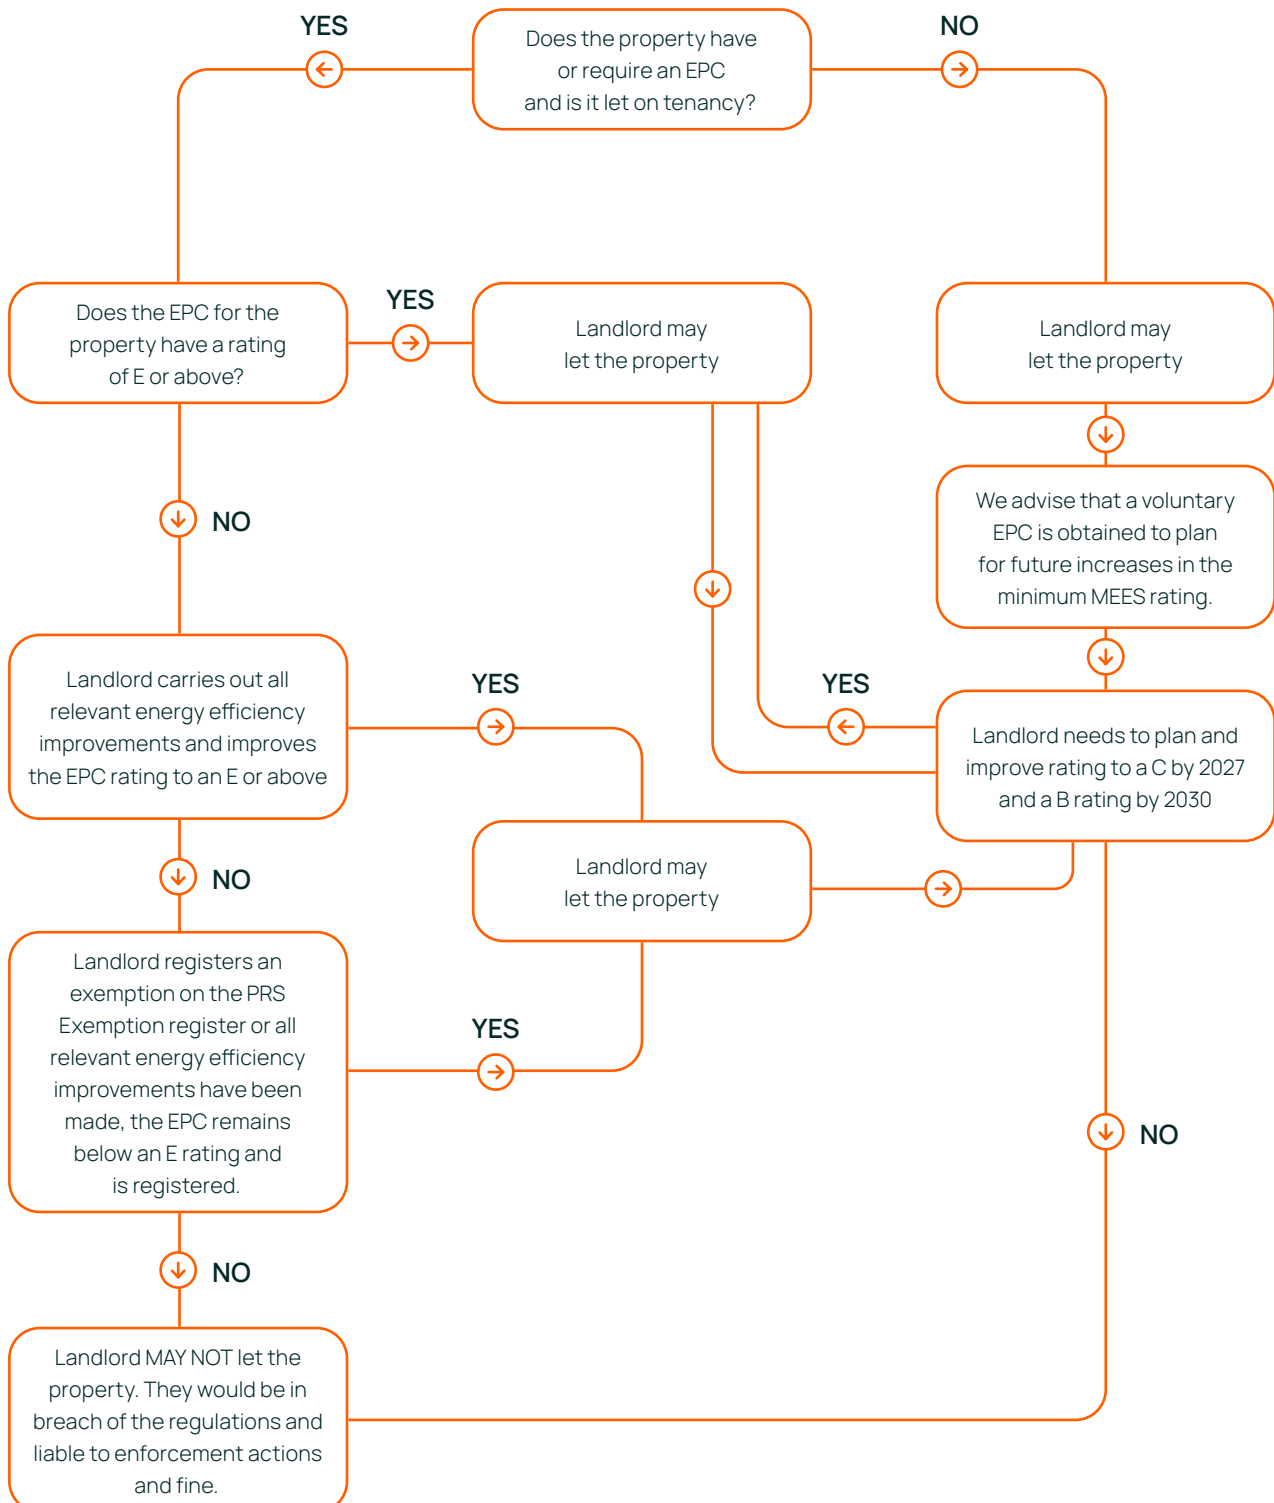 YES
Does the property have
or require an EPC
and is it let on tenancy?
NO
Does the EPC for the
property have a rating
of E or above?
YES
Landlord may
let the property
Landlord may
let the property
NO
We advise that a voluntary
EPC is obtained to plan
for future increases in the
minimum MEES rating.
Landlord carries out all
relevant energy efficiency
improvements and improves
the EPC rating to an E or above
YES
YES
Landlord needs to plan and
improve rating to a C by 2027
and a B rating by 2030
NO
Landlord may
let the property
Landlord registers an
exemption on the PRS
Exemption register or all
relevant energy efficiency
improvements have been
made, the EPC remains
below an E rating and
is registered.
YES
NO
NO
Landlord MAY NOT let the
property. They would be in
breach of the regulations and
liable to enforcement actions
and fine.